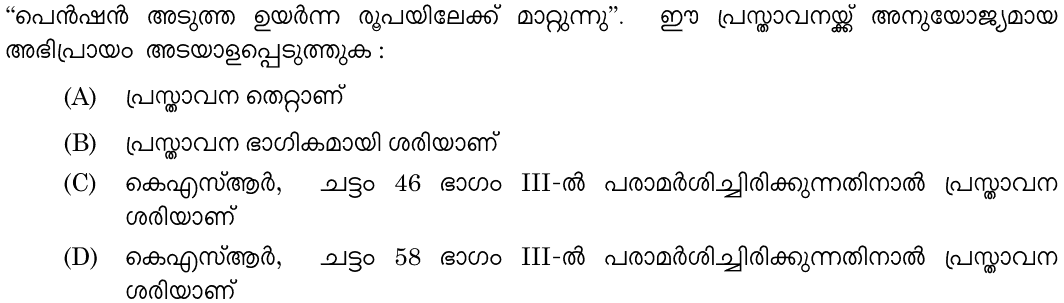 “പെൻഷൻ അടുത്ത ഉയർന്ന രൂപയിലേക്ക് മാറ്റുന്നു”. ഈ പ്രസ്താവനയ്ക്ക് അനുയോജ്യമായ
അഭിപ്രായം അടയാളപ്പെടുത്തുക :
(A) പ്രസ്താവന തെറ്റാണ്
(B) പ്രസ്താവന ഭാഗികമായി ശരിയാണ്
(C) കെഎസ്ആർ, ചട്ടം 46 ഭാഗം III-ൽ പരാമർശിച്ചിരിക്കുന്നതിനാൽ പ്രസ്താവന
ശരിയാണ്
(D) കെഎസ്ആർ, ചട്ടം 58 ഭാഗം III-ൽ പരാമർശിച്ചിരിക്കുന്നതിനാൽ പ്രസ്താവന
ശരിയാണ്